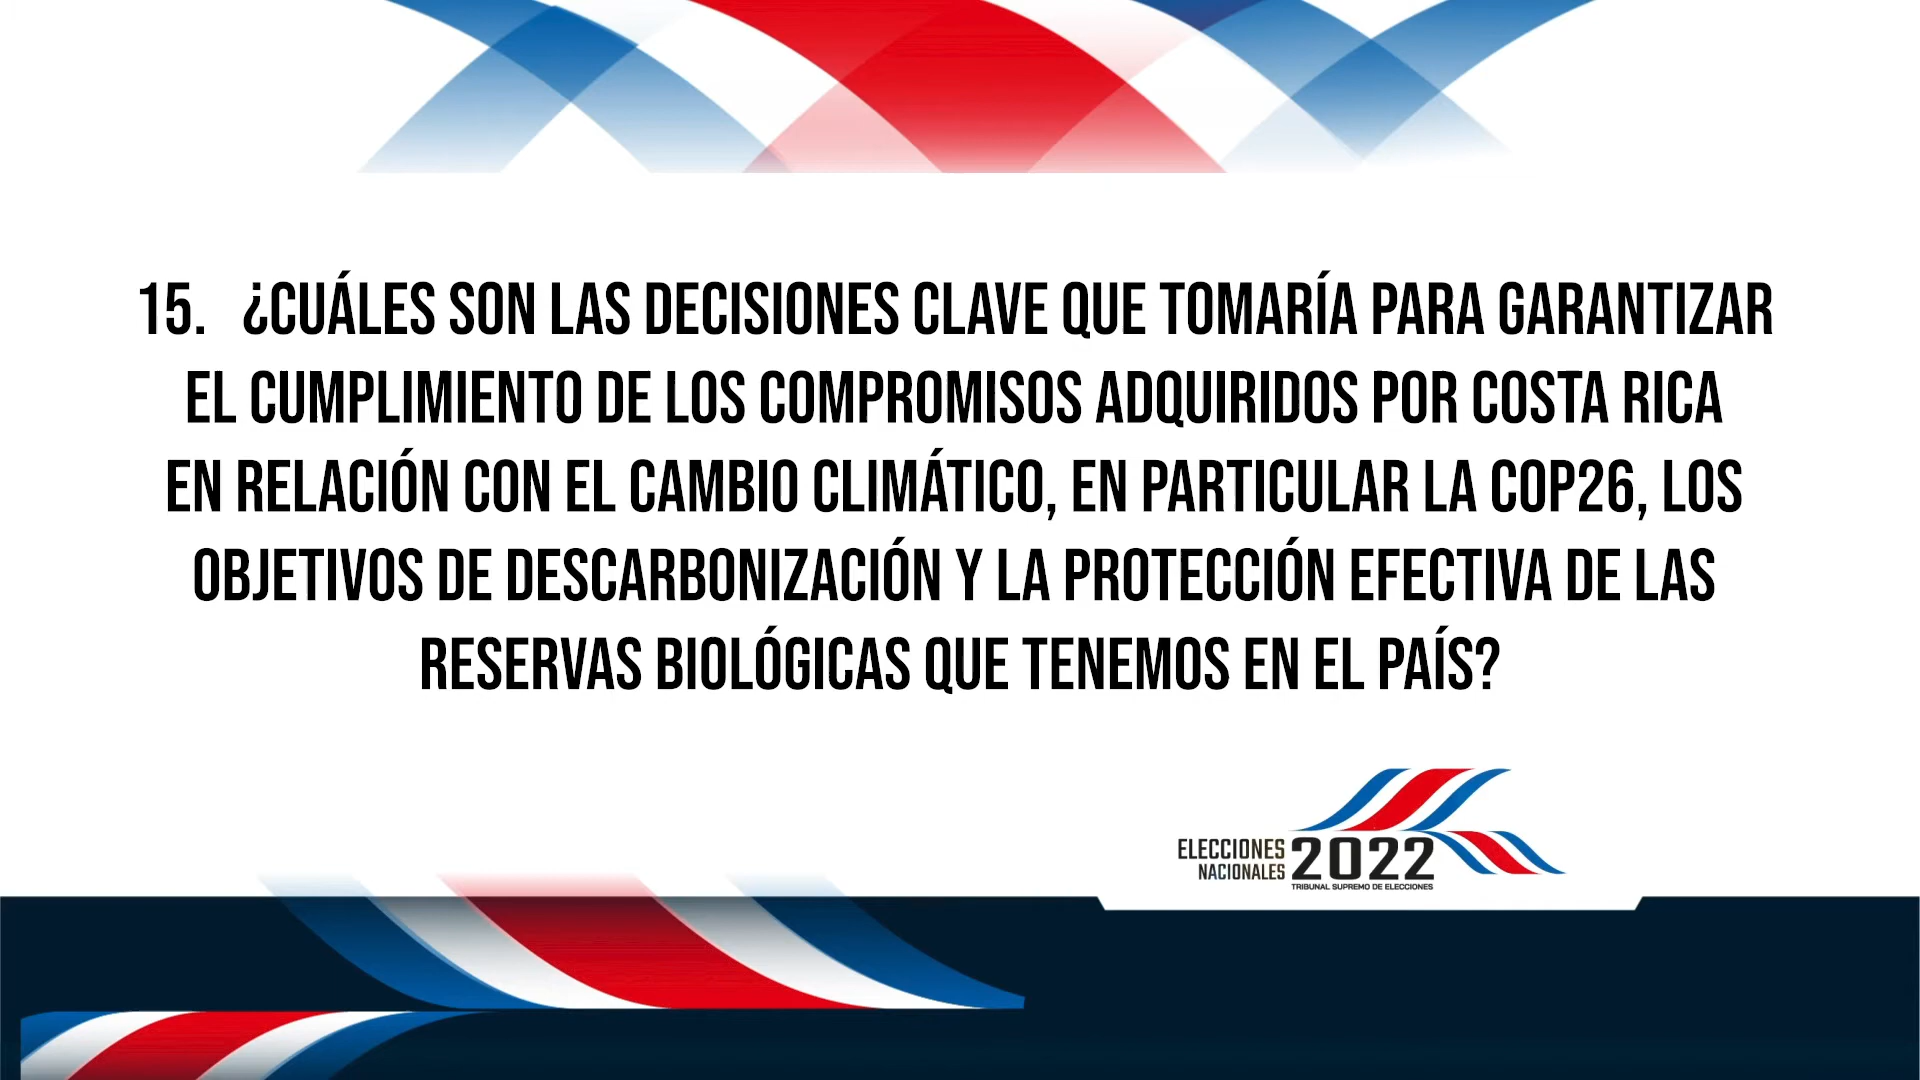 15. ¿CUÁLES SON LAS DECISIONES CLAVE QUE TOMARÍA PARA GARANTIZAR
EL CUMPLIMIENTO DE LOS COMPROMISOS ADQUIRIDOS POR COSTA RICA
EN RELACIÓN CON EL CAMBIO CLIMÁTICO, EN PARTICULAR LA COP26, LOS
OBJETIVOS DE DESCARBONIZACIÓN Y LA PROTECCIÓN EFECTIVA DE LAS
RESERVAS BIOLÓGICAS QUE TENEMOS EN EL PAÍS?
ELECCIONES
NACIONALES
2022
TRIBUNAL SUPREMO DE ELECCIONES